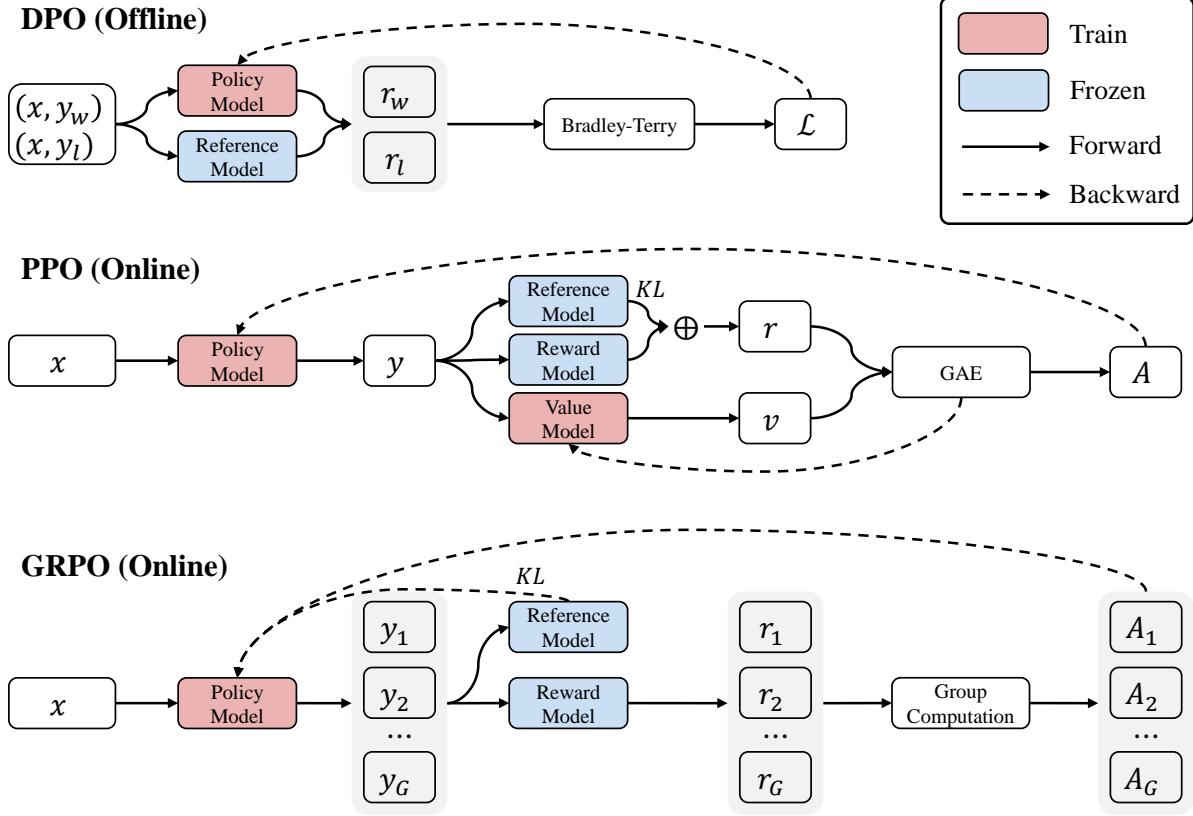 DPO (Offline)
(x, y_w)
(x, y_l)
Policy
Model
Reference
Model
r_w
r_l
Bradley-Terry
ℒ
Train
Frozen
Forward
Backward
PPO (Online)
x
Policy
Model
y
Reference
Model
KL
Reward
Model
Value
Model
⊕
r
v
GAE
A
GRPO (Online)
x
Policy
Model
y_1
y_2
...
y_G
KL
Reference
Model
Reward
Model
r_1
r_2
...
r_G
Group
Computation
A_1
A_2
...
A_G